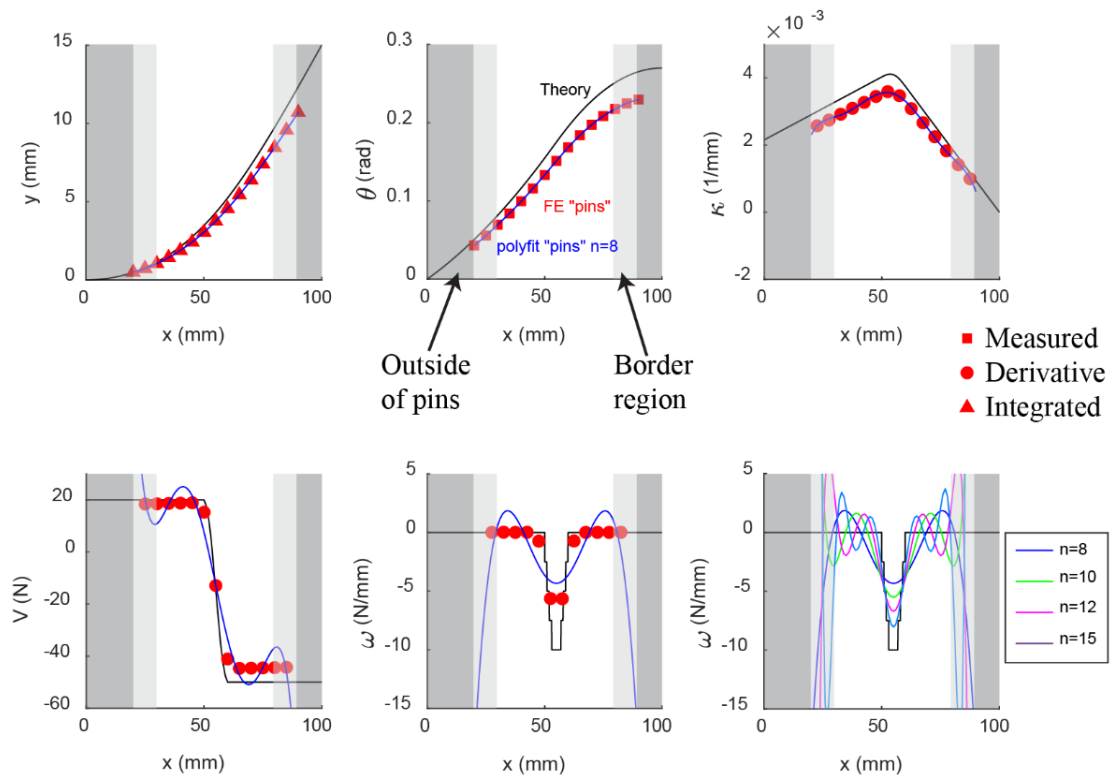 × 10 -3
15
10
5
0
y (mm)
0
50
100
x (mm)
0.3
0.2
0.1
0
θ (rad)
Theory
FE "pins"
polyfit "pins" n=8
0
50
100
x (mm)
4
2
0
-2
κ (1/mm)
0
50
100
x (mm)
Outside
of pins
Border
region
Measured
Derivative
Integrated
20
0
-20
-40
-60
V (N)
0
50
100
x (mm)
5
0
-5
-10
-15
ω (N/mm)
0
50
100
x (mm)
5
0
-5
-10
-15
ω (N/mm)
0
50
100
x (mm)
n=8
n=10
n=12
n=15